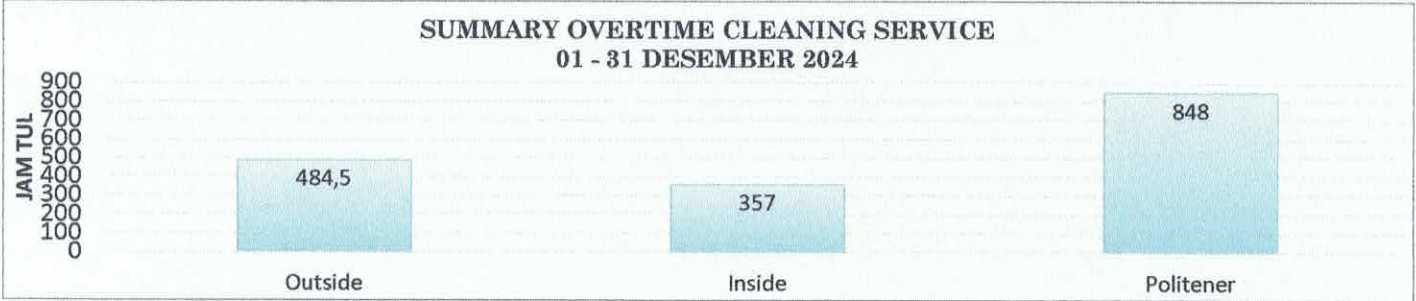 SUMMARY OVERTIME CLEANING SERVICE
01 - 31 DESEMBER 2024
JAM TUL
900
800
700
600
500
400
300
200
100
0
484,5
357
848
Outside
Inside
Politener